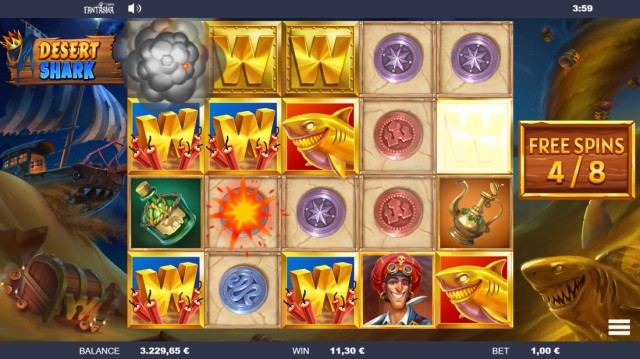 FANTASMA
3:59
DESERT
SHARK
W W
W W
FREE SPINS
4/8
W W
BALANCE 3.229,65 € WIN 11,30 € BET 1,00 €